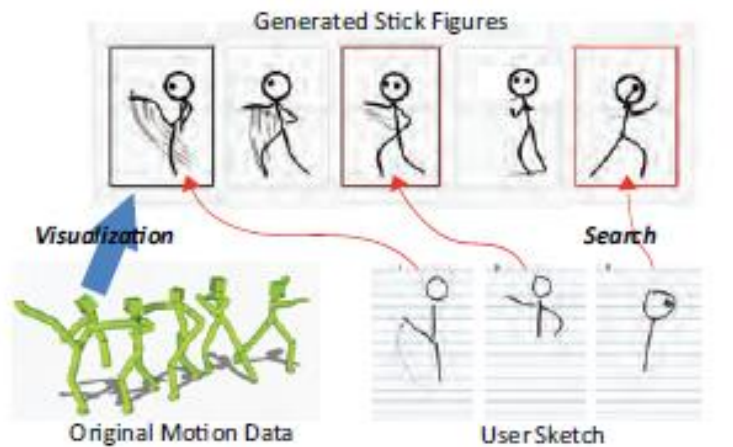 Generated Stick Figures
Visualization
Search
Original Motion Data
User Sketch